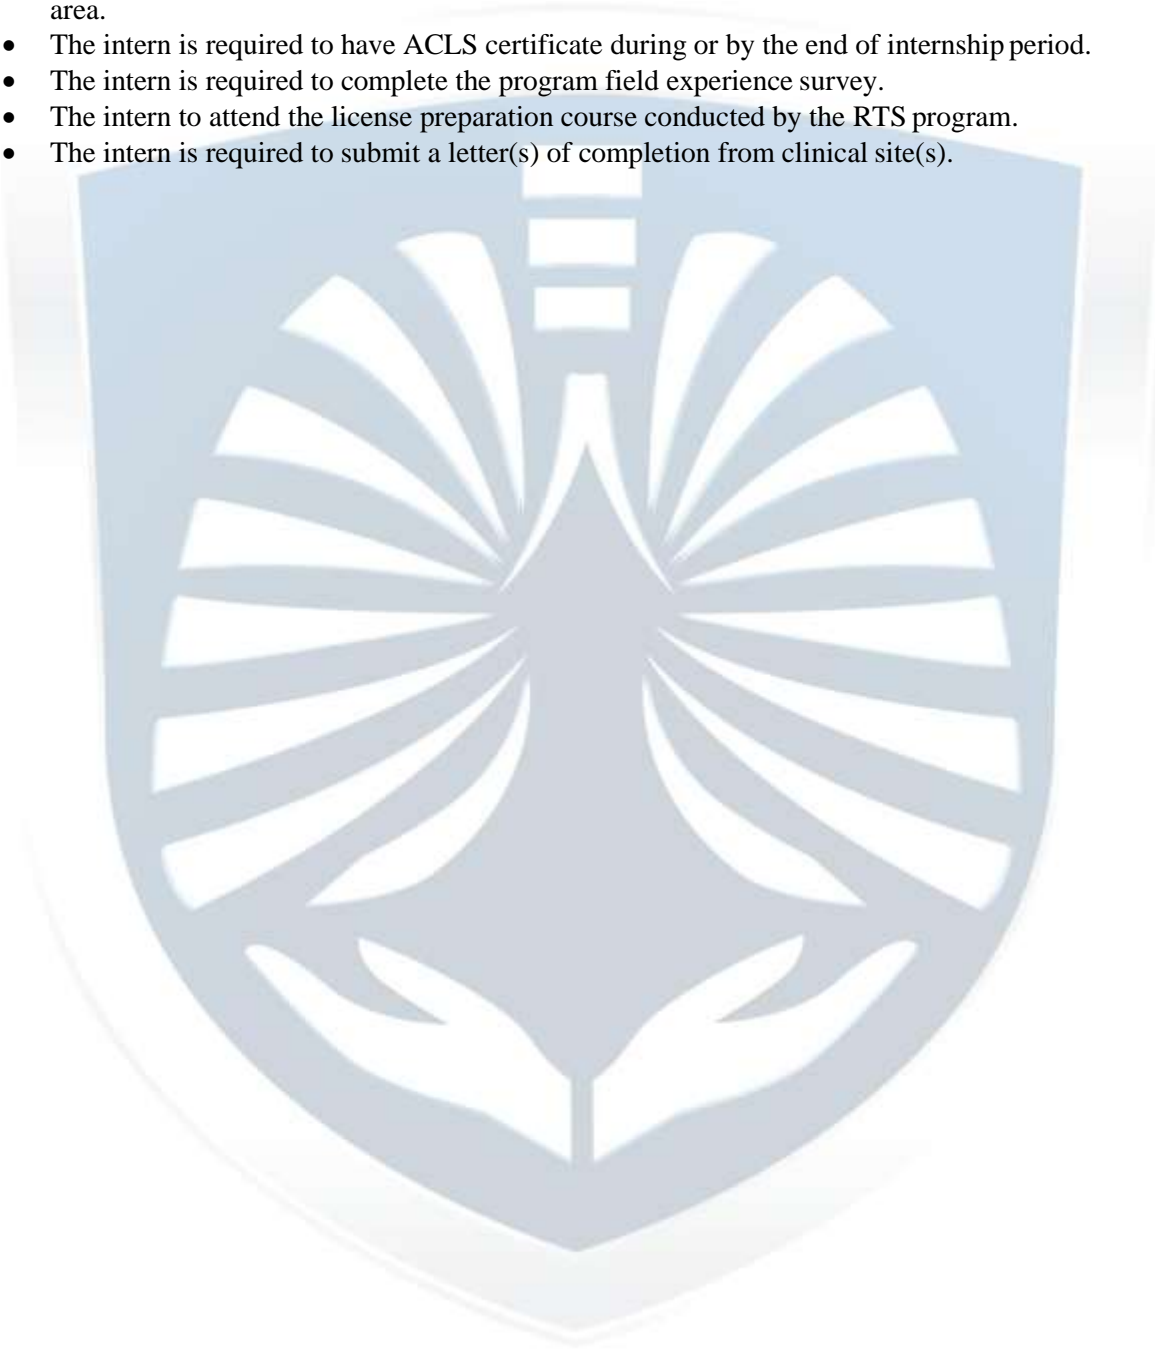 area.
• The intern is required to have ACLS certificate during or by the end of internship period.
• The intern is required to complete the program field experience survey.
• The intern to attend the license preparation course conducted by the RTS program.
• The intern is required to submit a letter(s) of completion from clinical site(s).